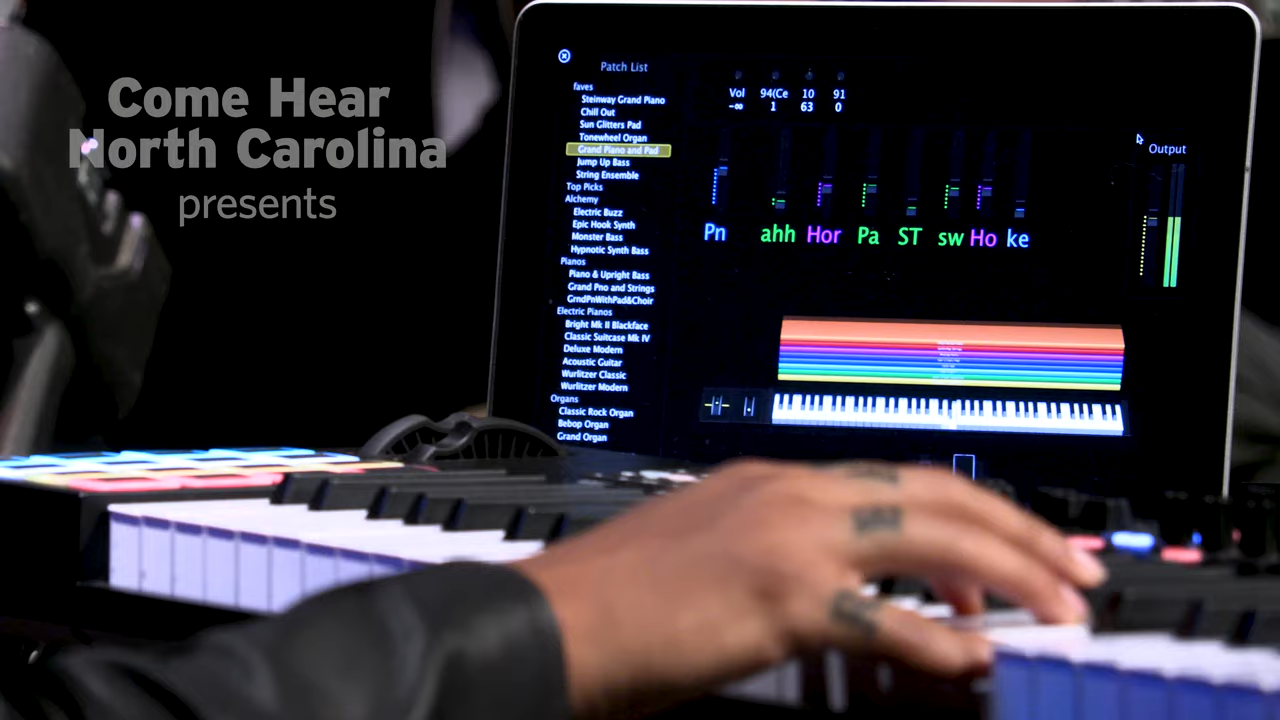 Come Hear
North Carolina
presents
Patch List
faves
Steinway Grand Piano
Chill Out
Sun Glitters Pad
Tonewheel Organ
Grand Piano and Pad
Jump Up Bass
String Ensemble
Top Picks
Alchemy
Electric Buzz
Epic Hook Synth
Monster Bass
Hypnotic Synth Bass
Pianos
Piano & Upright Bass
Grand Pno and Strings
GrndPnWithPad&Choir
Electric Pianos
Bright Mk II Blackface
Classic Suitcase Mk IV
Deluxe Modern
Acoustic Guitar
Wurlitzer Classic
Wurlitzer Modern
Organs
Classic Rock Organ
Bebop Organ
Grand Organ
Vol 94(Ce 10 91
-∞ 1 63 0
Output
Pn ahh Hor Pa ST sw Ho ke